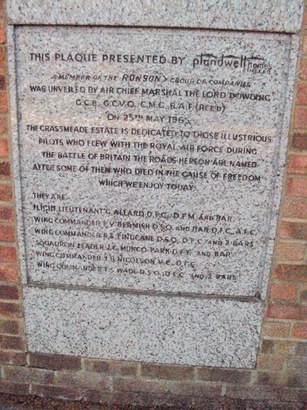 THIS PLAQUE PRESENTED BY plandwell
A MEMBER OF THE RONSON GROUP OF COMPANIES
WAS UNVEILED BY AIR CHIEF MARSHAL THE LORD DOWDING
G.C.B. G.C.V.O. C.M.G. R.A.F. (RETD)
ON 25TH MAY 1965
THE GRASSMEADE ESTATE IS DEDICATED TO THOSE ILLUSTRIOUS
PILOTS WHO FLEW WITH THE ROYAL AIR FORCE DURING
THE BATTLE OF BRITAIN THE ROADS HEREON ARE NAMED
AFTER SOME OF THEM WHO DIED IN THE CAUSE OF FREEDOM
WHICH WE ENJOY TODAY
THEY ARE
FLIGHT LIEUTENANT G. ALLARD D.F.C. D.F.M. AND BAR
WING COMMANDER F.V. BEAMISH D.S.O. AND BAR D.F.C. A.F.C.
WING COMMANDER B.E. FINUCANE D.S.O. D.F.C. AND 2 BARS
SQUADRON LEADER J.C. MUNGO-PARK D.F.C. AND BAR
WING COMMANDER J.B. NICOLSON V.C. D.F.C.
WING COMMANDER T.S. WADE D.S.O. D.F.C. AND 2 BARS